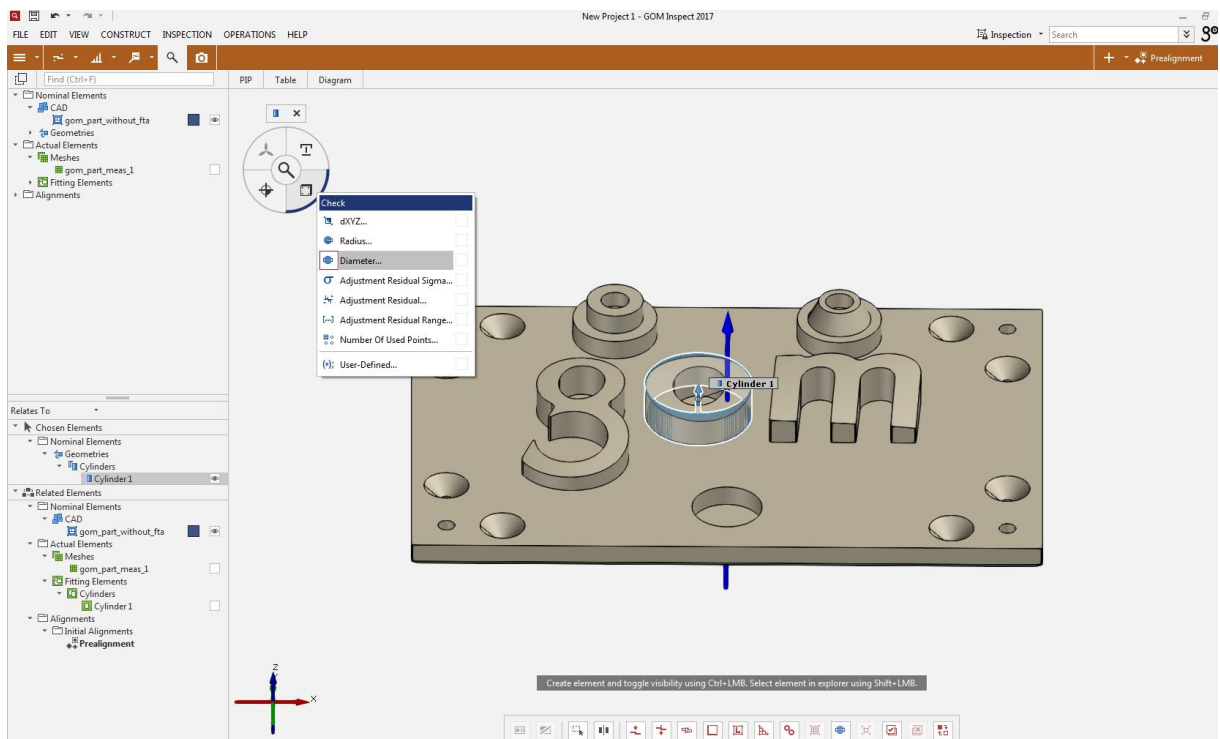 New Project 1 - GOM Inspect 2017
FILE EDIT VIEW CONSTRUCT INSPECTION OPERATIONS HELP
Inspection
Search
Prealignment
Find (Ctrl+F)
PIP Table Diagram
Nominal Elements
CAD
gom_part_without_fta
Geometries
Actual Elements
Meshes
gom_part_meas_1
Fitting Elements
Alignments
Check
dXYZ...
Radius...
Diameter...
Adjustment Residual Sigma...
Adjustment Residual...
Adjustment Residual Range...
Number Of Used Points...
User-Defined...
Cylinder 1
Relates To
Chosen Elements
Nominal Elements
Geometries
Cylinders
Cylinder 1
Related Elements
Nominal Elements
CAD
gom_part_without_fta
Actual Elements
Meshes
gom_part_meas_1
Fitting Elements
Cylinders
Cylinder 1
Alignments
Initial Alignments
Prealignment
Z
X
Create element and toggle visibility using Ctrl+LMB. Select element in explorer using Shift+LMB.